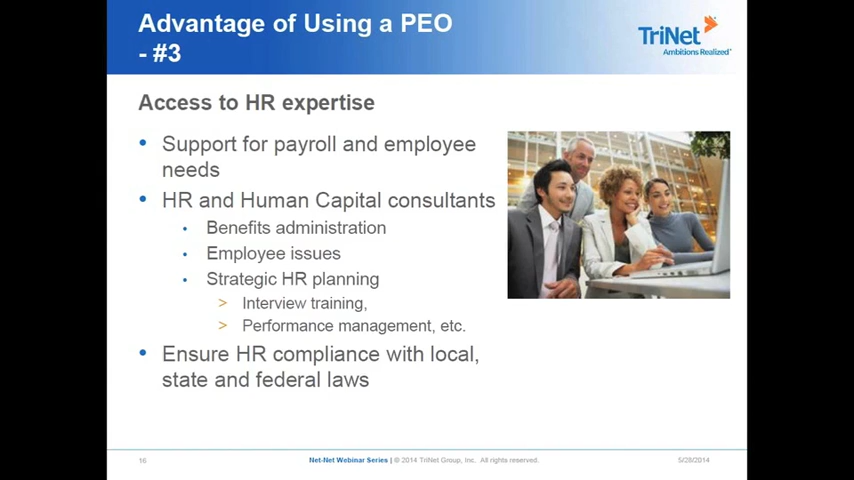 Advantage of Using a PEO
- #3
TriNet
Ambitions Realized
Access to HR expertise
• Support for payroll and employee
needs
• HR and Human Capital consultants
• Benefits administration
• Employee issues
• Strategic HR planning
> Interview training,
> Performance management, etc.
• Ensure HR compliance with local,
state and federal laws
16
Net-Net Webinar Series | © 2014 TriNet Group, Inc. All rights reserved.
5/28/2014